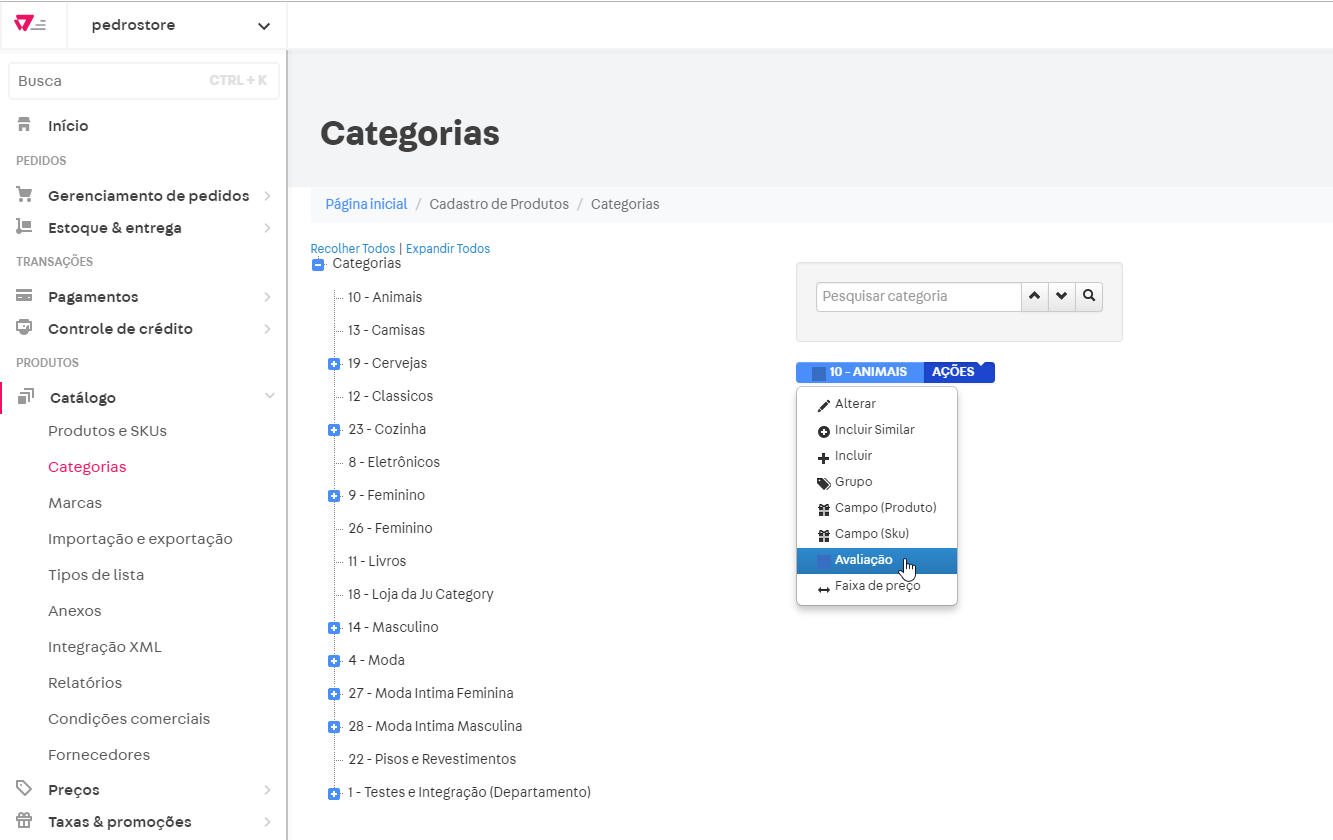 pedrostore
Busca CTRL + K
Início
PEDIDOS
Gerenciamento de pedidos
Estoque & entrega
TRANSAÇÕES
Pagamentos
Controle de crédito
PRODUTOS
Catálogo
Produtos e SKUs
Categorias
Marcas
Importação e exportação
Tipos de lista
Anexos
Integração XML
Relatórios
Condições comerciais
Fornecedores
Preços
Taxas & promoções
Categorias
Página inicial / Cadastro de Produtos / Categorias
Recolher Todos | Expandir Todos
Categorias
10 - Animais
13 - Camisas
19 - Cervejas
12 - Classicos
23 - Cozinha
8 - Eletrônicos
9 - Feminino
26 - Feminino
11 - Livros
18 - Loja da Ju Category
14 - Masculino
4 - Moda
27 - Moda Intima Feminina
28 - Moda Intima Masculina
22 - Pisos e Revestimentos
1 - Testes e Integração (Departamento)
Pesquisar categoria
10 - ANIMAIS AÇÕES
Alterar
Incluir Similar
Incluir
Grupo
Campo (Produto)
Campo (Sku)
Avaliação
Faixa de preço